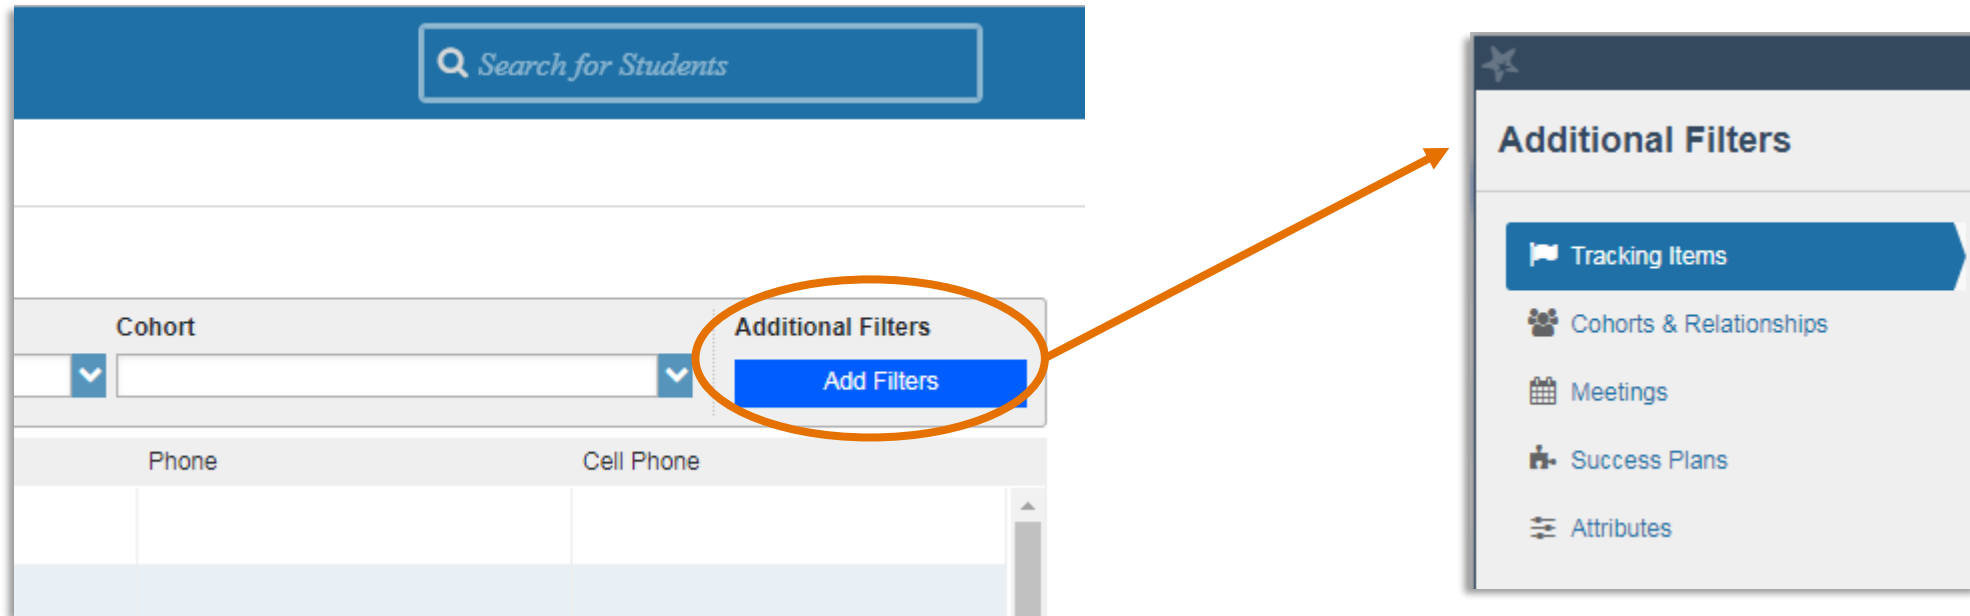 Search for Students
Cohort
Additional Filters
Add Filters
Phone
Cell Phone
Additional Filters
Tracking Items
Cohorts & Relationships
Meetings
Success Plans
Attributes